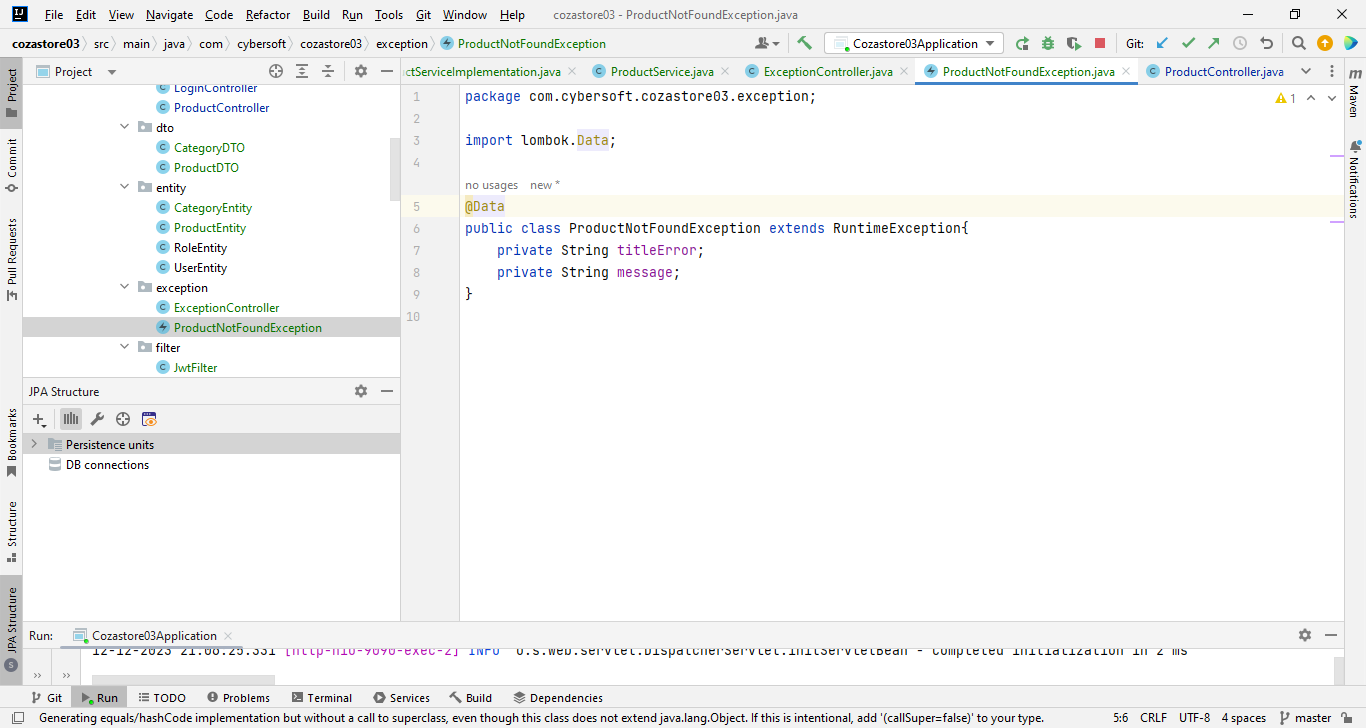 File Edit View Navigate Code Refactor Build Run Tools Git Window Help cozastore03 - ProductNotFoundException.java
cozastore03 src main java com cybersoft cozastore03 exception ProductNotFoundException Cozastore03Application Git:
Project ctServiceImplementation.java ProductService.java ExceptionController.java ProductNotFoundException.java ProductController.java
LoginController
ProductController
dto
CategoryDTO
ProductDTO
entity
CategoryEntity
ProductEntity
RoleEntity
UserEntity
exception
ExceptionController
ProductNotFoundException
filter
JwtFilter
JPA Structure
Persistence units
DB connections
Project
Commit
Pull Requests
Bookmarks
Structure
JPA Structure
1 package com.cybersoft.cozastore03.exception;
2
3 import lombok.Data;
4
no usages new *
5 @Data
6 public class ProductNotFoundException extends RuntimeException{
7 private String titleError;
8 private String message;
9 }
10
1
m
Maven
Notifications
Run: Cozastore03Application
12-12-2023 21:08:25.331 [http-nio-9090-exec-2] INFO o.s.web.servlet.DispatcherServlet.initServletBean - Completed initialization in 2 ms
Git Run TODO Problems Terminal Services Build Dependencies
Generating equals/hashCode implementation but without a call to superclass, even though this class does not extend java.lang.Object. If this is intentional, add '(callSuper=false)' to your type. 5:6 CRLF UTF-8 4 spaces master